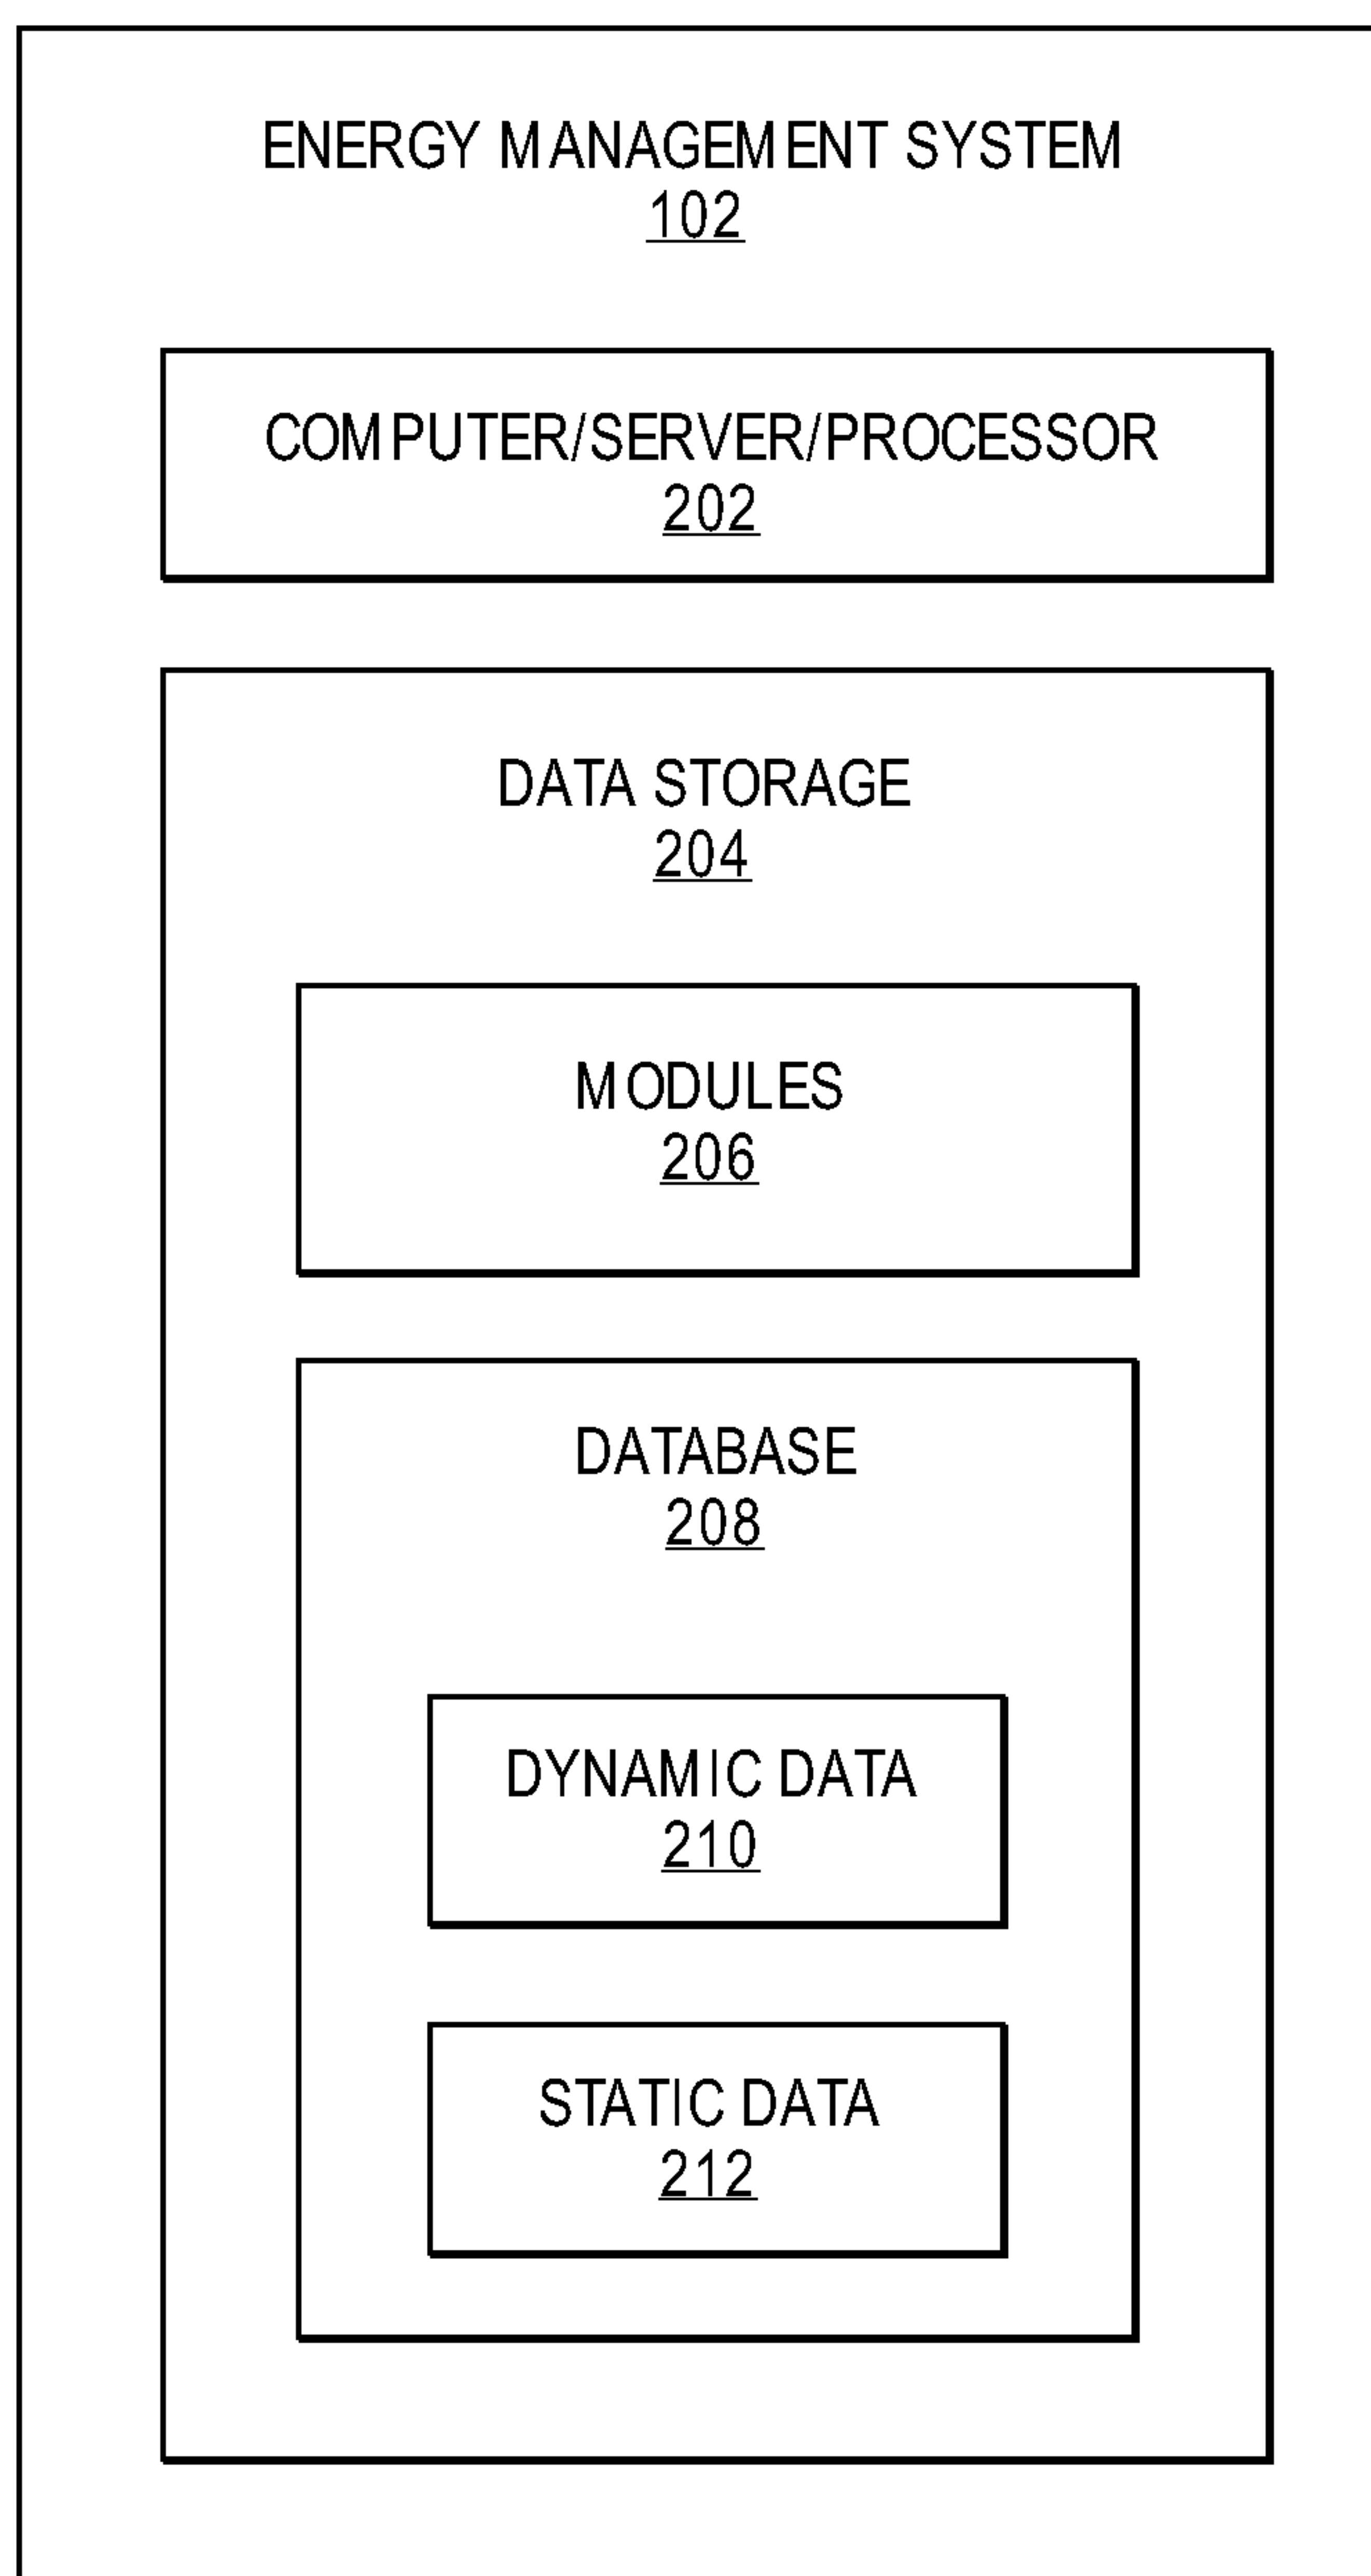 ENERGY MANAGEMENT SYSTEM
102
COMPUTER/SERVER/PROCESSOR
202
DATA STORAGE
204
MODULES
206
DATABASE
208
DYNAMIC DATA
210
STATIC DATA
212